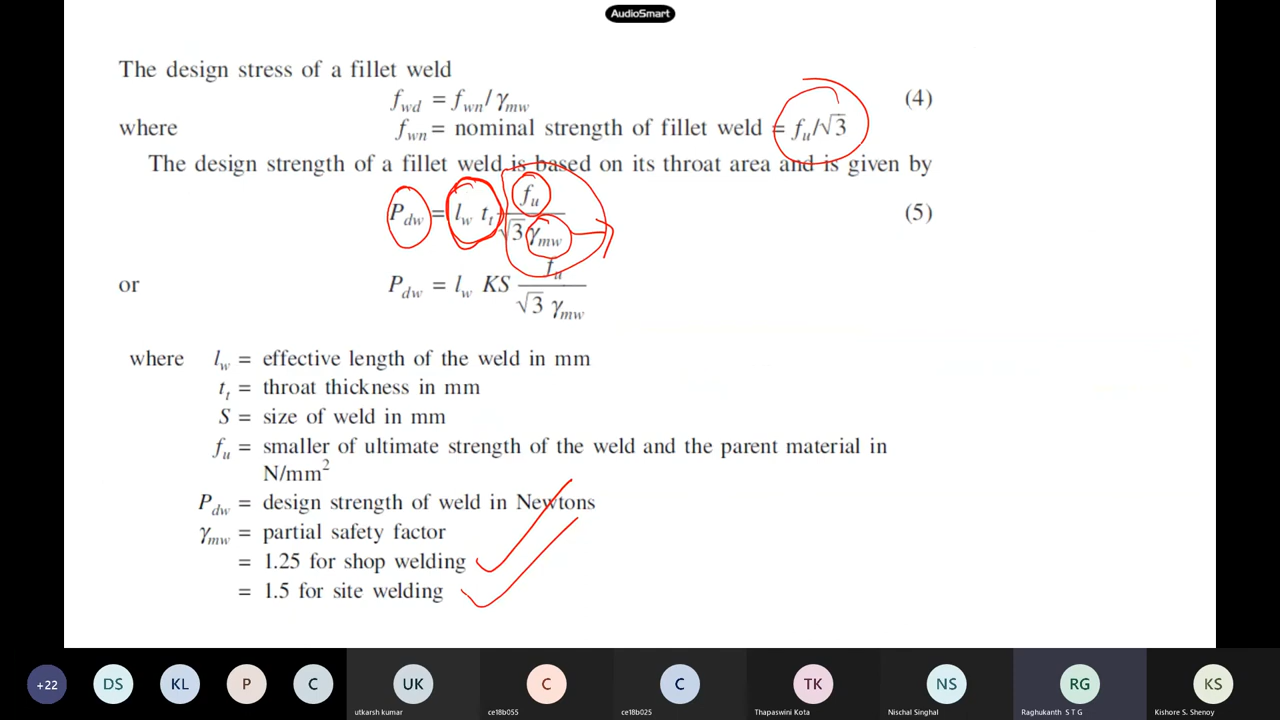 AudioSmart
The design stress of a fillet weld
f_wd = f_wn / γ_mw (4)
where f_wn = nominal strength of fillet weld = f_u/√3
The design strength of a fillet weld is based on its throat area and is given by
P_dw = l_w t_t f_u / √3 γ_mw (5)
or P_dw = l_w KS f_u / √3 γ_mw
where l_w = effective length of the weld in mm
t_t = throat thickness in mm
S = size of weld in mm
f_u = smaller of ultimate strength of the weld and the parent material in
N/mm²
P_dw = design strength of weld in Newtons
γ_mw = partial safety factor
= 1.25 for shop welding
= 1.5 for site welding
+22 DS KL P C UK C C TK NS RG KS
utkarsh kumar ce18b055 ce18b025 Thapaswini Kota Nischal Singhal Raghukanth S T G Kishore S. Shenoy